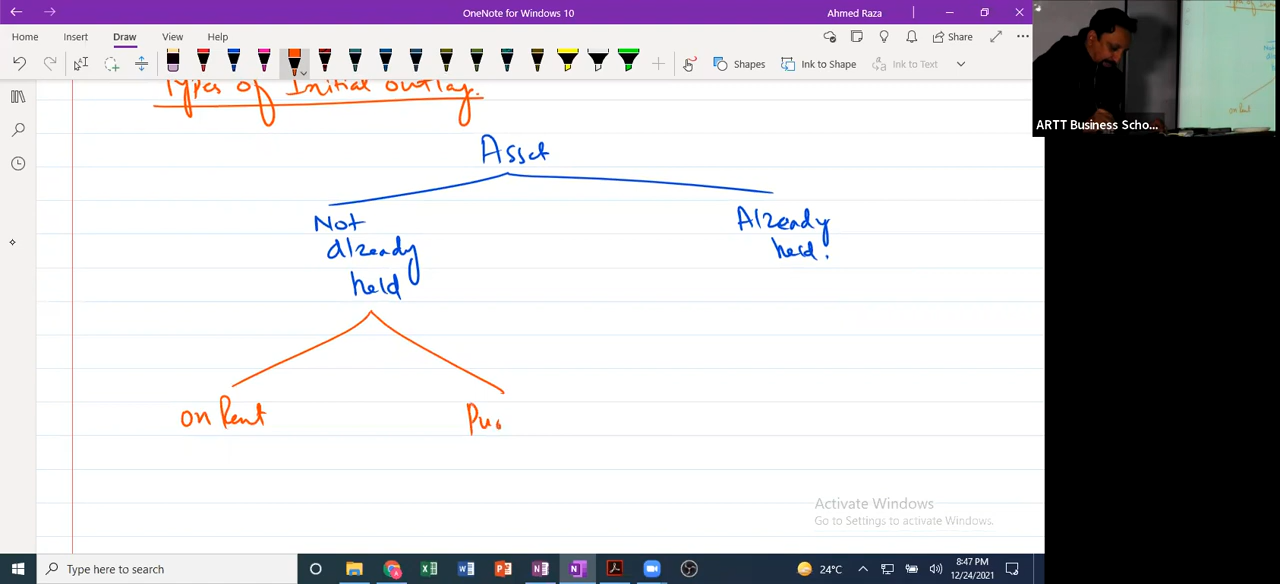 OneNote for Windows 10
Ahmed Raza
Home Insert Draw View Help
Share
Shapes
Ink to Shape
Ink to Text
ARTT Business Scho...
Types of Initial outlay.
Asset
Not
already
held
Already
held.
on Rent
Pur
Activate Windows
Go to Settings to activate Windows.
Type here to search
24°C
8:47 PM
12/24/2021